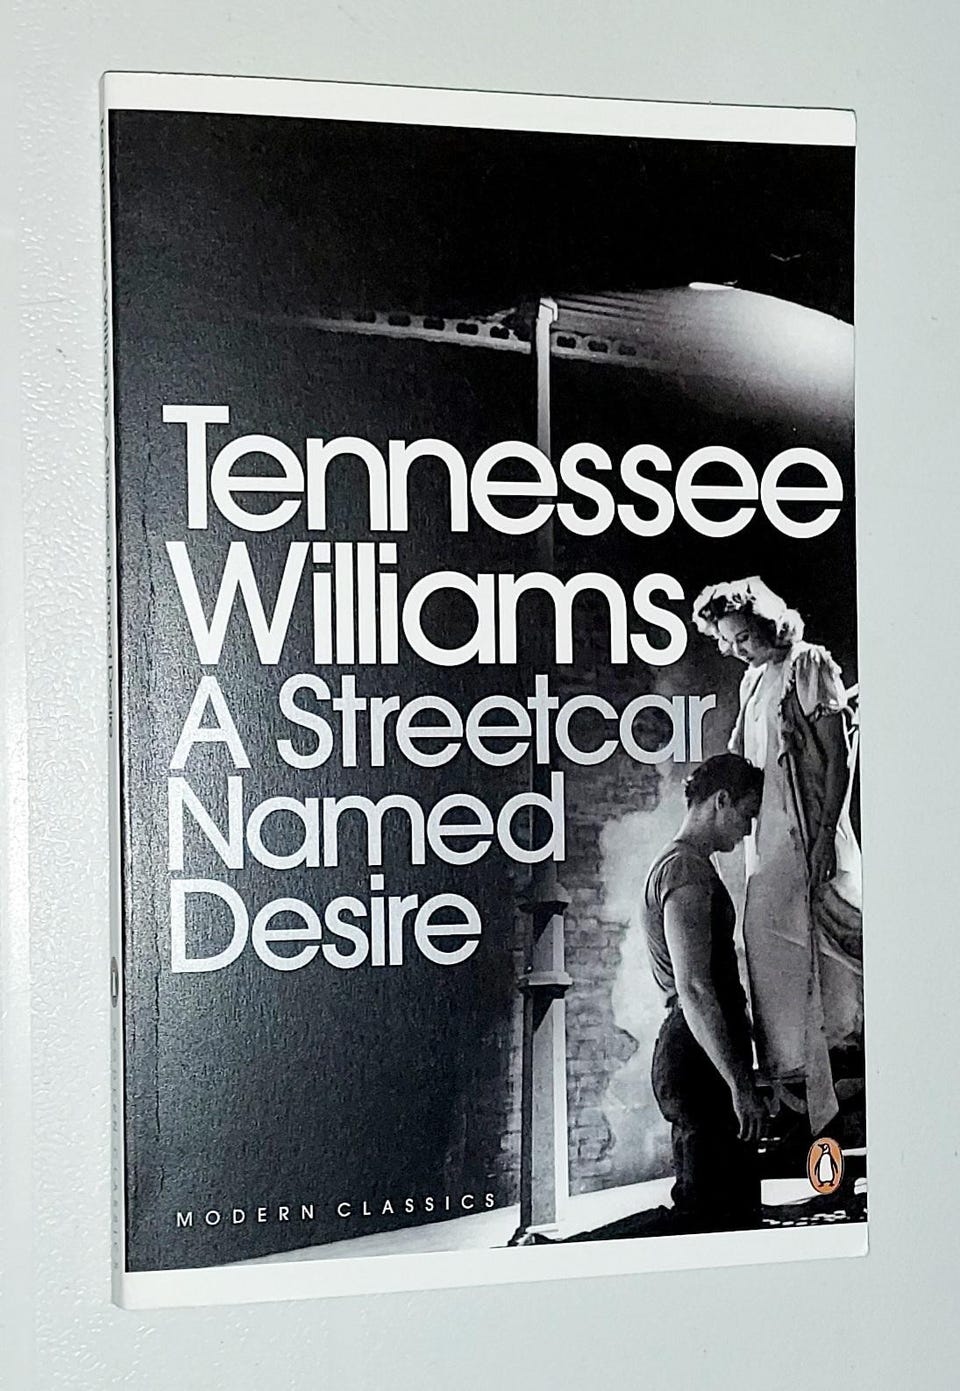 Tennessee
Williams
A Streetcar
Named
Desire
MODERN CLASSICS